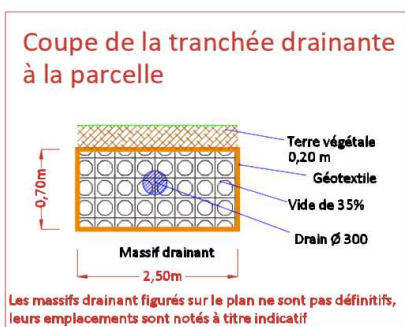 Coupe de la tranchée drainante
à la parcelle
Terre végétale
0,20 m
Géotextile
0,70m
Vide de 35%
Drain Ø 300
Massif drainant
2,50m
Les massifs drainant figurés sur le plan ne sont pas définitifs,
leurs emplacements sont notés à titre indicatif